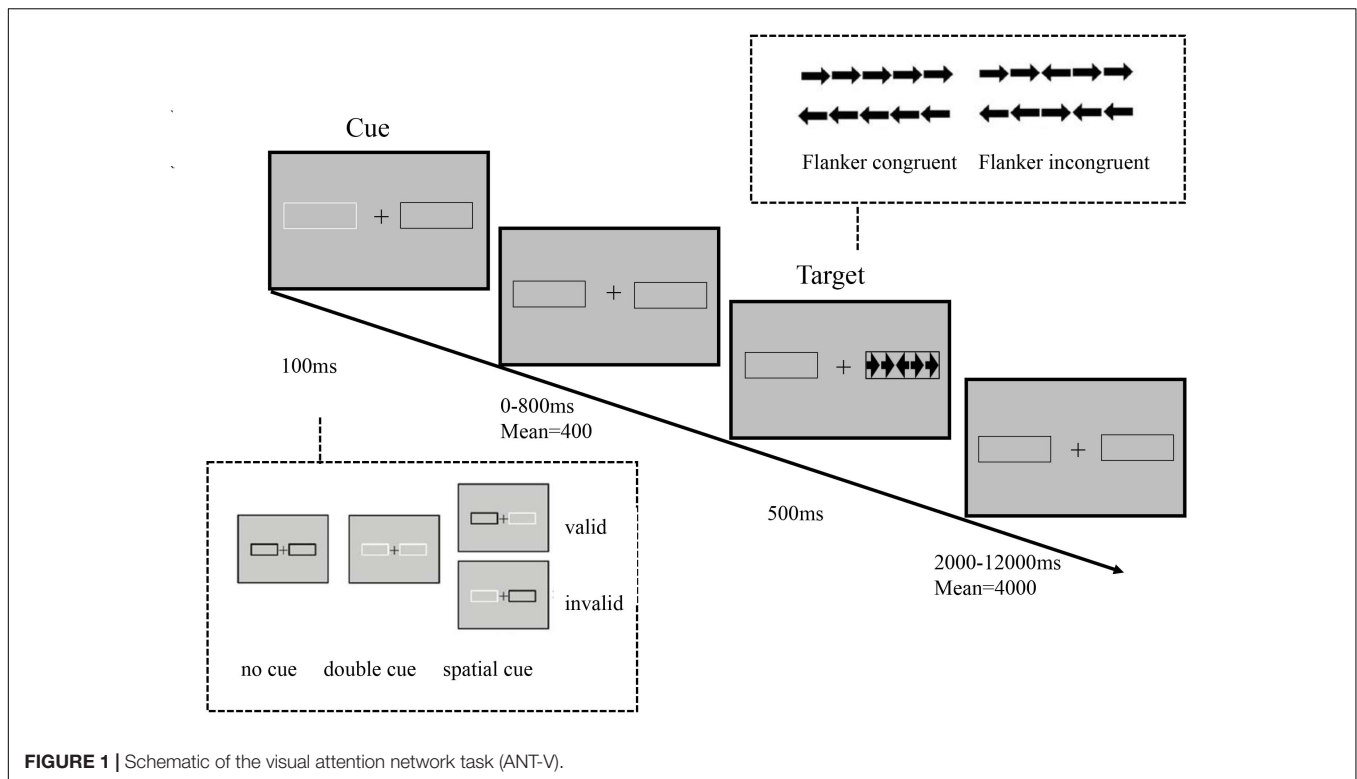 Flanker congruent Flanker incongruent
Cue
Target
100ms
0-800ms
Mean=400
500ms
2000-12000ms
Mean=4000
valid
invalid
no cue double cue spatial cue
FIGURE 1 | Schematic of the visual attention network task (ANT-V).